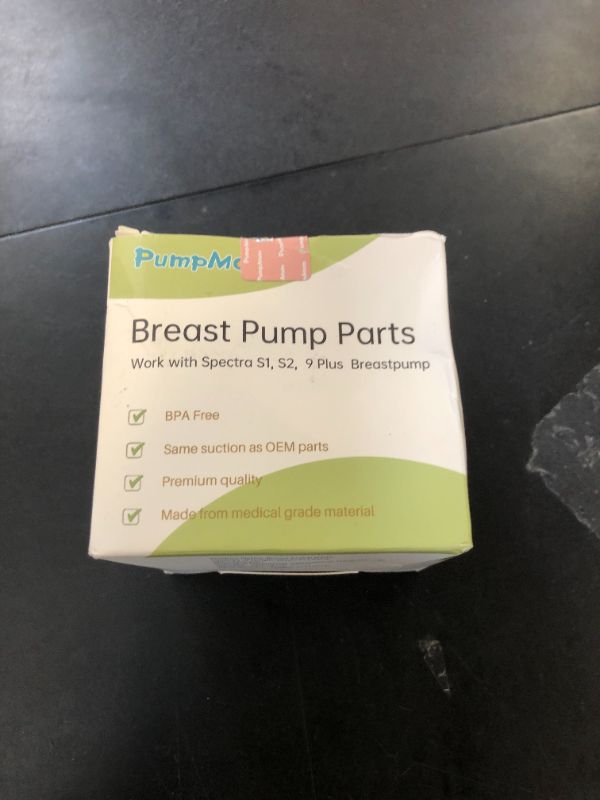 Breast Pump Parts
Work with Spectra S1, S2, 9 Plus Breastpump
BPA Free
Same suction as OEM parts
Premium quality
Made from medical grade material